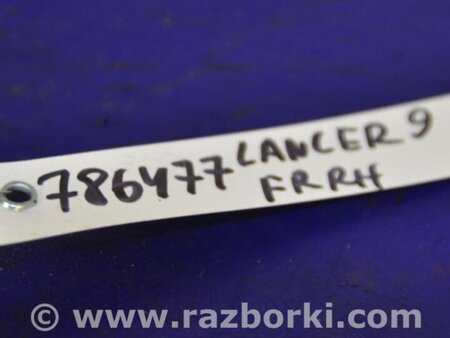 786477 LANCER 9
FR RH
© www.razborki.com